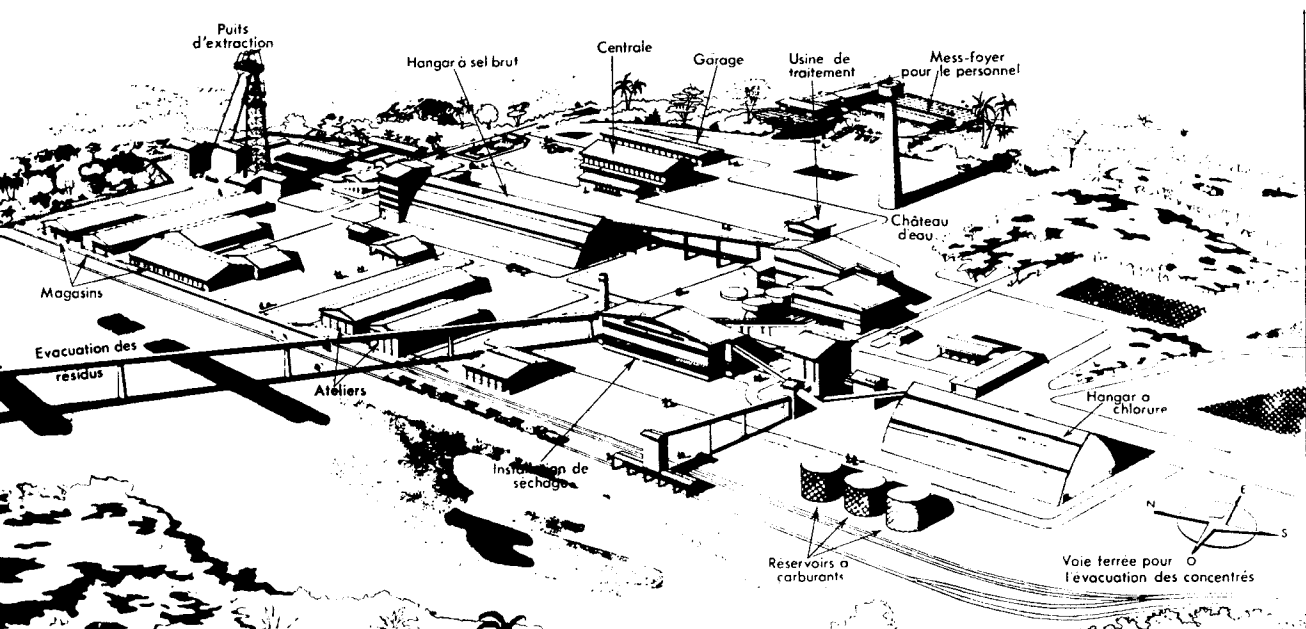 Puits
d'extraction
Hangar à sel brut
Centrale
Garage
Usine de
traitement
Mess-foyer
pour le personnel
Château
d'eau
Magasins
Evacuation des
résidus
Ateliers
Installation de
séchage
Hangar a
chlorure
Réservoirs a
carburants
N
E
S
O
Voie ferrée pour
l'évacuation des concentrés